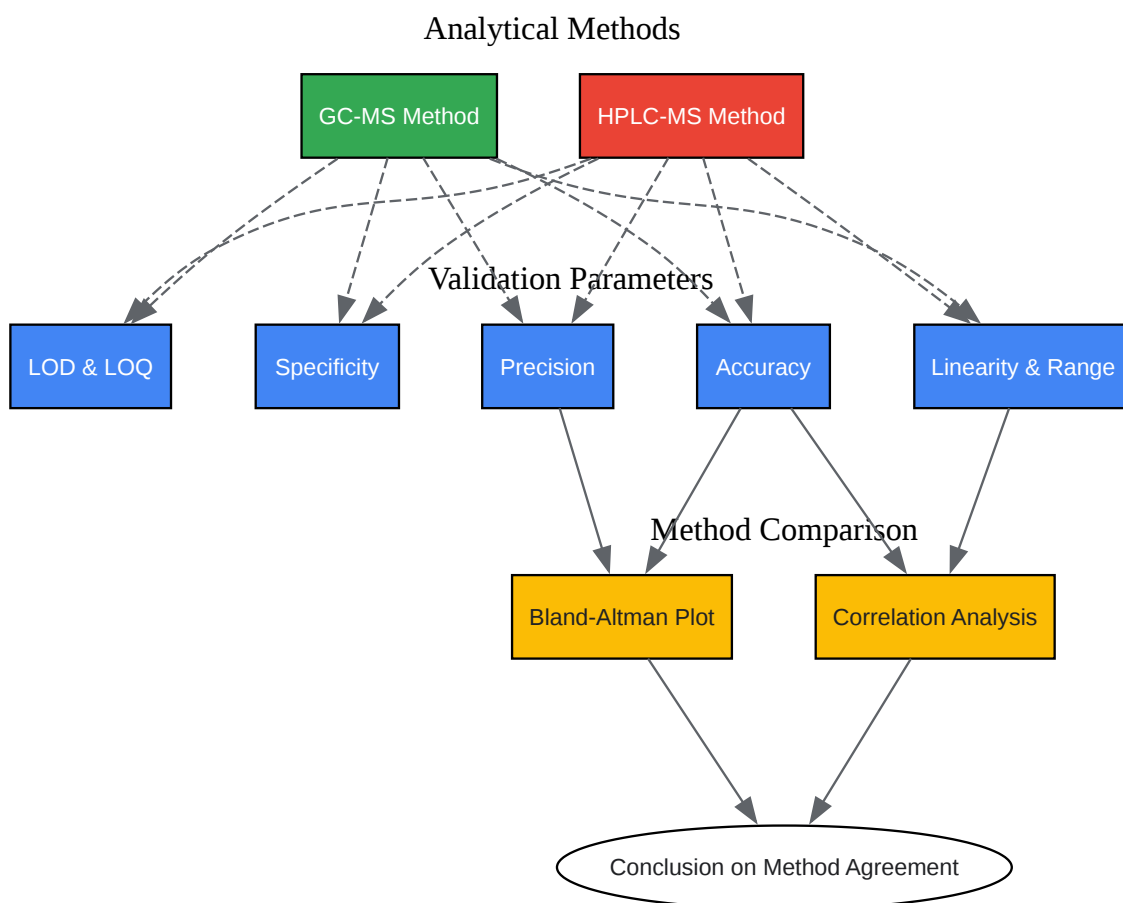 Analytical Methods
GC-MS Method
HPLC-MS Method
Validation Parameters
LOD & LOQ
Specificity
Precision
Accuracy
Linearity & Range
Method Comparison
Bland-Altman Plot
Correlation Analysis
Conclusion on Method Agreement